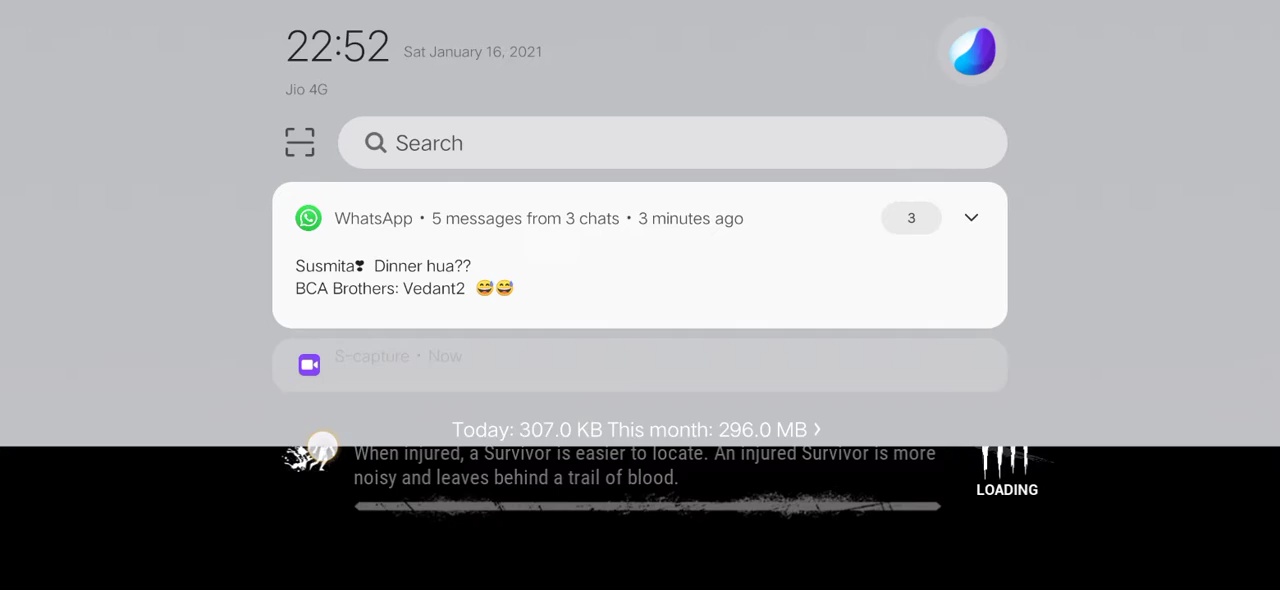 22:52 Sat January 16, 2021
Jio 4G
Search
WhatsApp • 5 messages from 3 chats • 3 minutes ago 3
Susmita❣ Dinner hua??
BCA Brothers: Vedant2 😅😅
S-capture • Now
Today: 307.0 KB This month: 296.0 MB ›
When injured, a Survivor is easier to locate. An injured Survivor is more
noisy and leaves behind a trail of blood.
LOADING